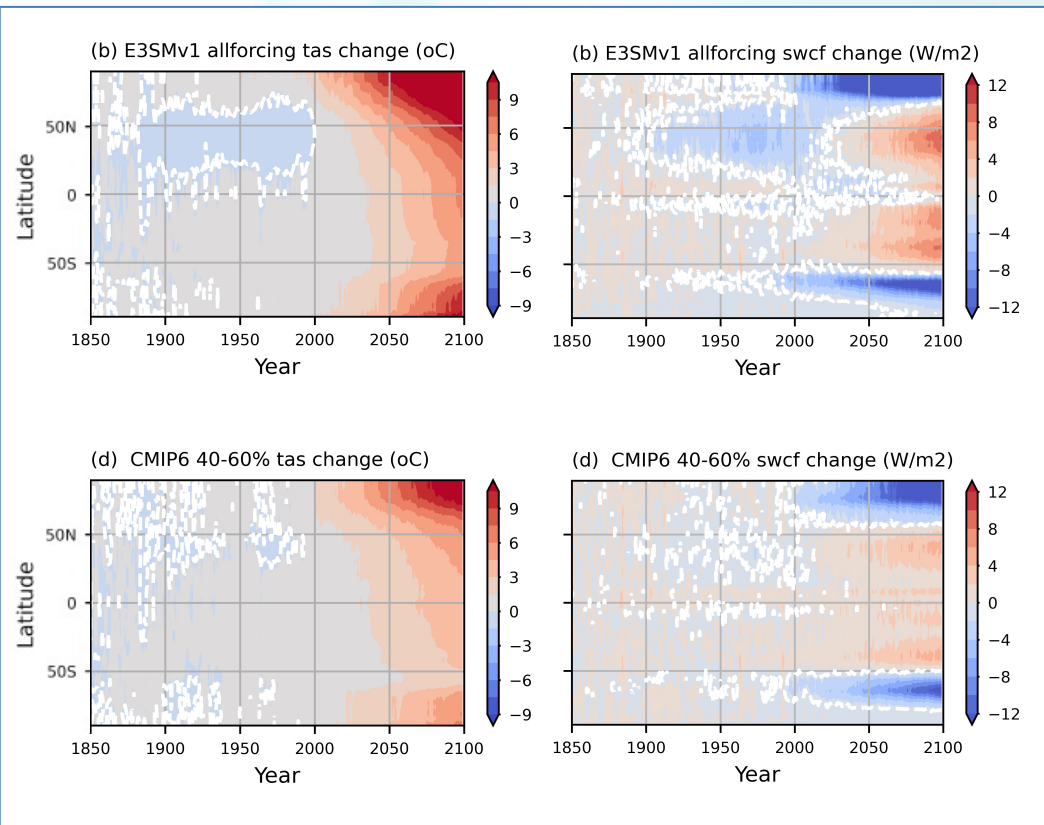 (b) E3SMv1 allforcing tas change (oC)
50N
0
50S
Latitude
1850 1900 1950 2000 2050 2100
Year
9
6
3
0
−3
−6
−9
(b) E3SMv1 allforcing swcf change (W/m2)
1850 1900 1950 2000 2050 2100
Year
12
8
4
0
−4
−8
−12
(d) CMIP6 40-60% tas change (oC)
50N
0
50S
Latitude
1850 1900 1950 2000 2050 2100
Year
9
6
3
0
−3
−6
−9
(d) CMIP6 40-60% swcf change (W/m2)
1850 1900 1950 2000 2050 2100
Year
12
8
4
0
−4
−8
−12